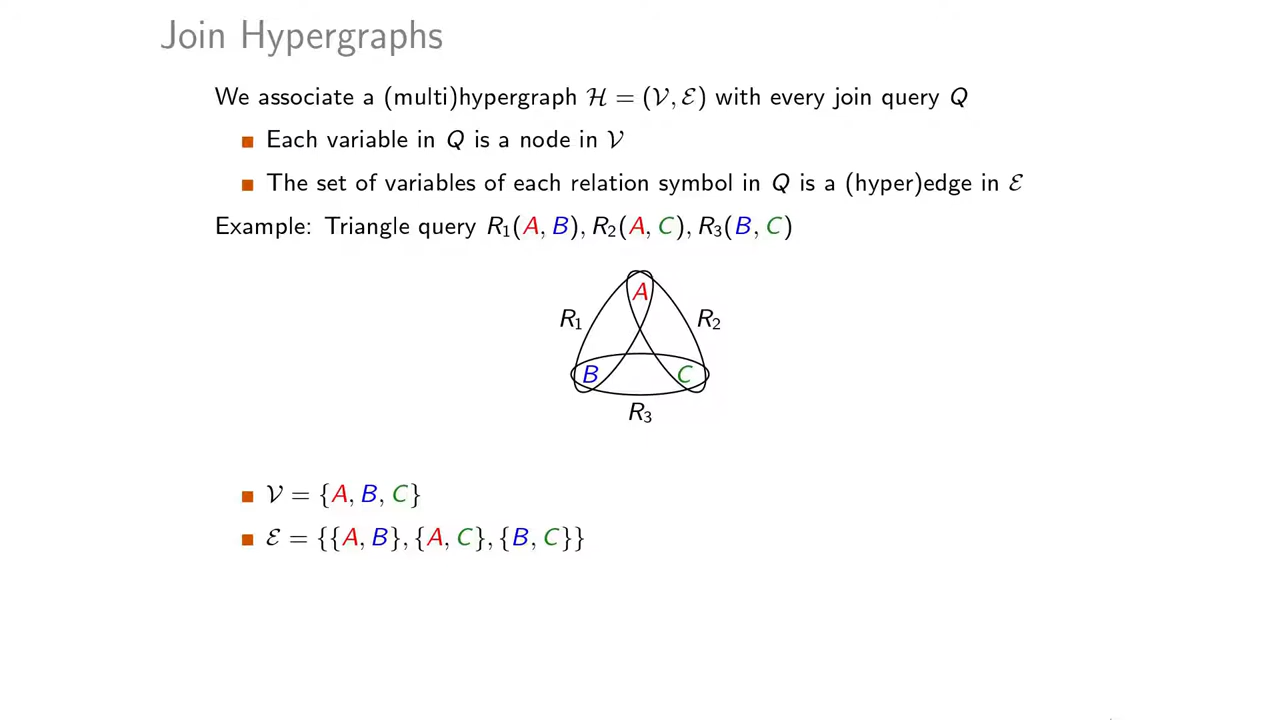 Join Hypergraphs
We associate a (multi)hypergraph ℋ = (𝒱, ℰ) with every join query Q
Each variable in Q is a node in 𝒱
The set of variables of each relation symbol in Q is a (hyper)edge in ℰ
Example: Triangle query R₁(A, B), R₂(A, C), R₃(B, C)
A
R₁ R₂
B C
R₃
𝒱 = {A, B, C}
ℰ = {{A, B}, {A, C}, {B, C}}